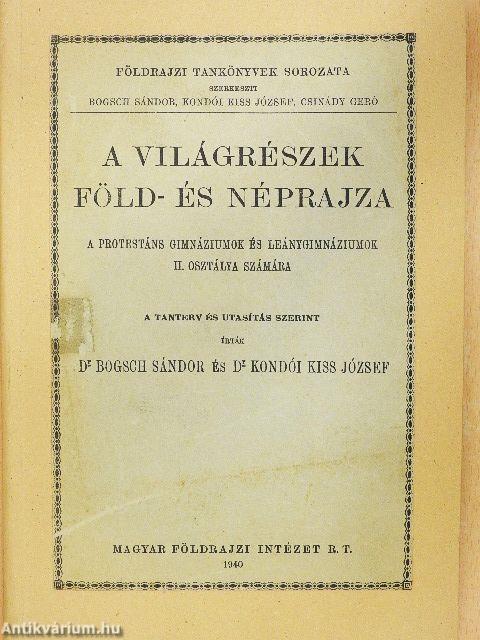 FÖLDRAJZI TANKÖNYVEK SOROZATA
SZERKESZTI
BOGSCH SÁNDOR, KONDÓI KISS JÓZSEF, CSINÁDY GERŐ
A VILÁGRÉSZEK
FÖLD- ÉS NÉPRAJZA
A PROTESTÁNS GIMNÁZIUMOK ÉS LEÁNYGIMNÁZIUMOK
II. OSZTÁLYA SZÁMÁRA
A TANTERV ÉS UTASÍTÁS SZERINT
ÍRTÁK
Dr BOGSCH SÁNDOR ÉS Dr KONDÓI KISS JÓZSEF
MAGYAR FÖLDRAJZI INTÉZET R. T.
1940
Antikvárium.hu